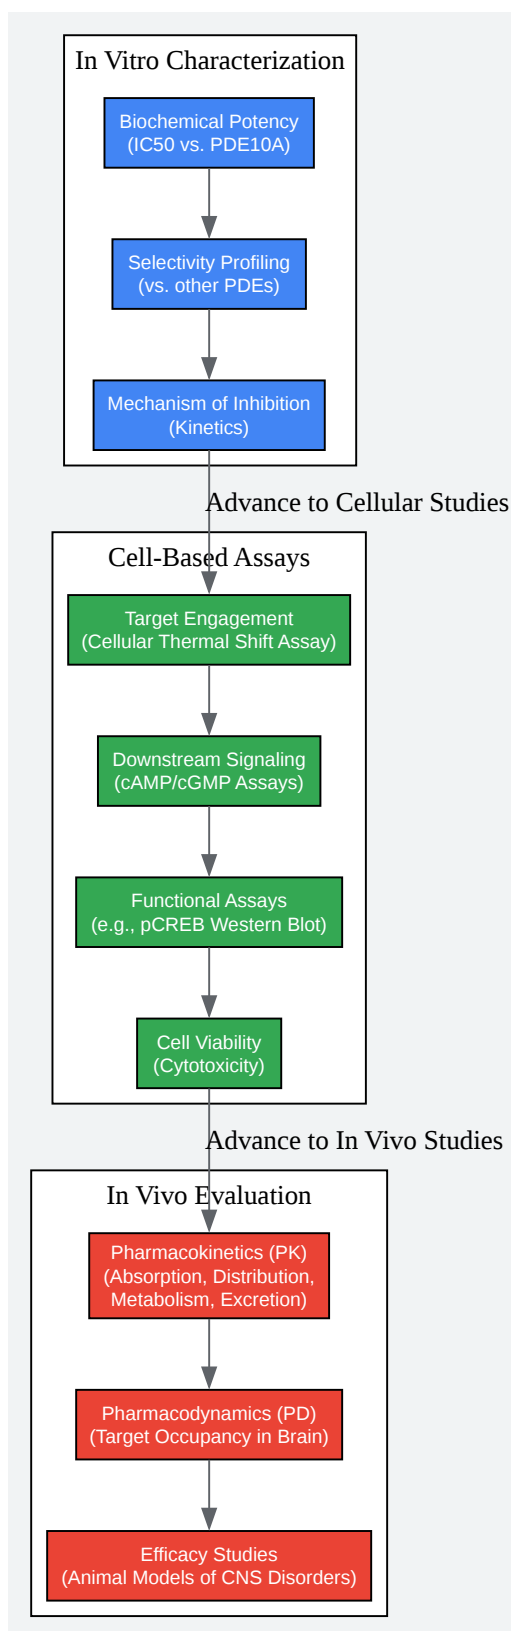 In Vitro Characterization
Biochemical Potency
(IC50 vs. PDE10A)
Selectivity Profiling
(vs. other PDEs)
Mechanism of Inhibition
(Kinetics)
Advance to Cellular Studies
Cell-Based Assays
Target Engagement
(Cellular Thermal Shift Assay)
Downstream Signaling
(cAMP/cGMP Assays)
Functional Assays
(e.g., pCREB Western Blot)
Cell Viability
(Cytotoxicity)
Advance to In Vivo Studies
In Vivo Evaluation
Pharmacokinetics (PK)
(Absorption, Distribution,
Metabolism, Excretion)
Pharmacodynamics (PD)
(Target Occupancy in Brain)
Efficacy Studies
(Animal Models of CNS Disorders)